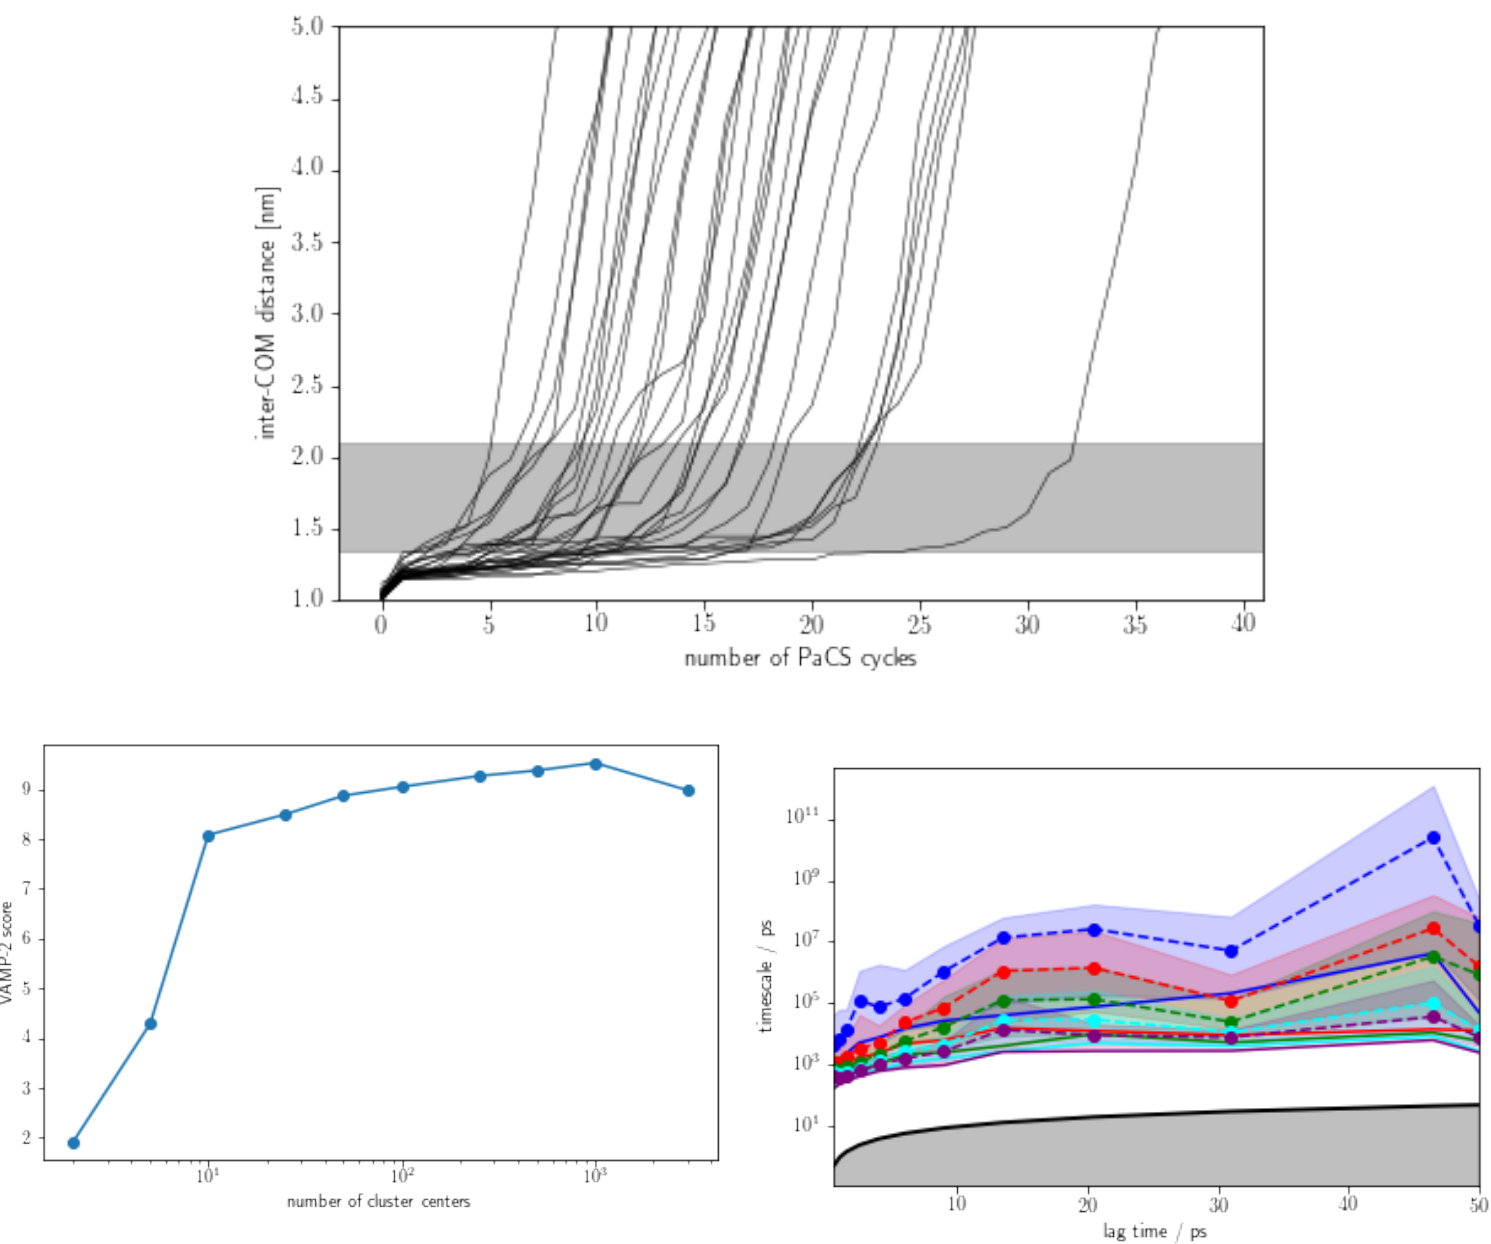 5.0
4.5
4.0
3.5
3.0
2.5
2.0
1.5
1.0
inter-COM distance [nm]
0 5 10 15 20 25 30 35 40
number of PaCS cycles
9
8
7
6
5
4
3
2
VAMP-2 score
10¹ 10² 10³
number of cluster centers
10¹¹
10⁹
10⁷
10⁵
10³
10¹
timescale / ps
10 20 30 40 50
lag time / ps